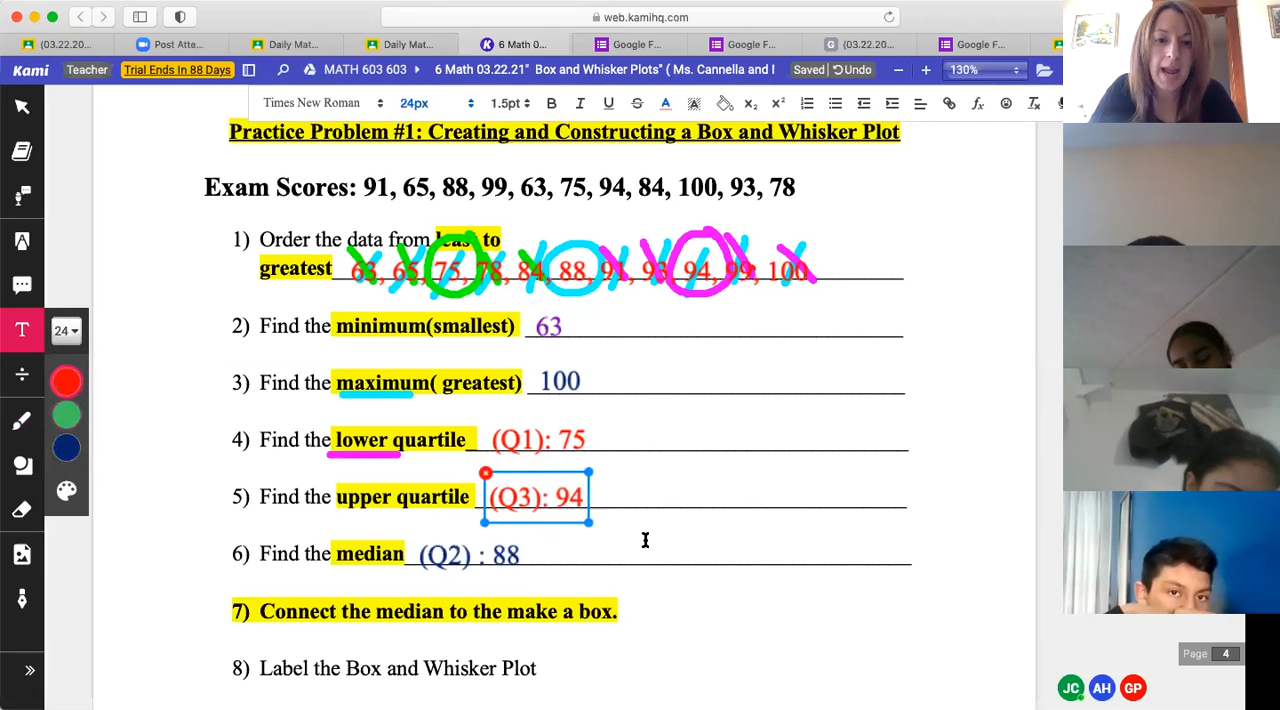 web.kamihq.com
(03.22.20... Post Atte... Daily Mat... Daily Mat... K 6 Math 0... Google F... Google F... G (03.22.20... Google F...
Kami Teacher Trial Ends In 88 Days MATH 603 603 6 Math 03.22.21" Box and Whisker Plots" ( Ms. Cannella and I Saved Undo 130%
Times New Roman 24px 1.5pt B I U S A A X₂ X² fx T
Practice Problem #1: Creating and Constructing a Box and Whisker Plot
Exam Scores: 91, 65, 88, 99, 63, 75, 94, 84, 100, 93, 78
1) Order the data from least to
greatest 63, 65, 75, 78, 84, 88, 91, 93, 94, 99, 100
2) Find the minimum(smallest) 63
T 24
3) Find the maximum( greatest) 100
4) Find the lower quartile (Q1): 75
5) Find the upper quartile (Q3): 94
6) Find the median (Q2) : 88
7) Connect the median to the make a box.
8) Label the Box and Whisker Plot
Page 4
JC AH GP